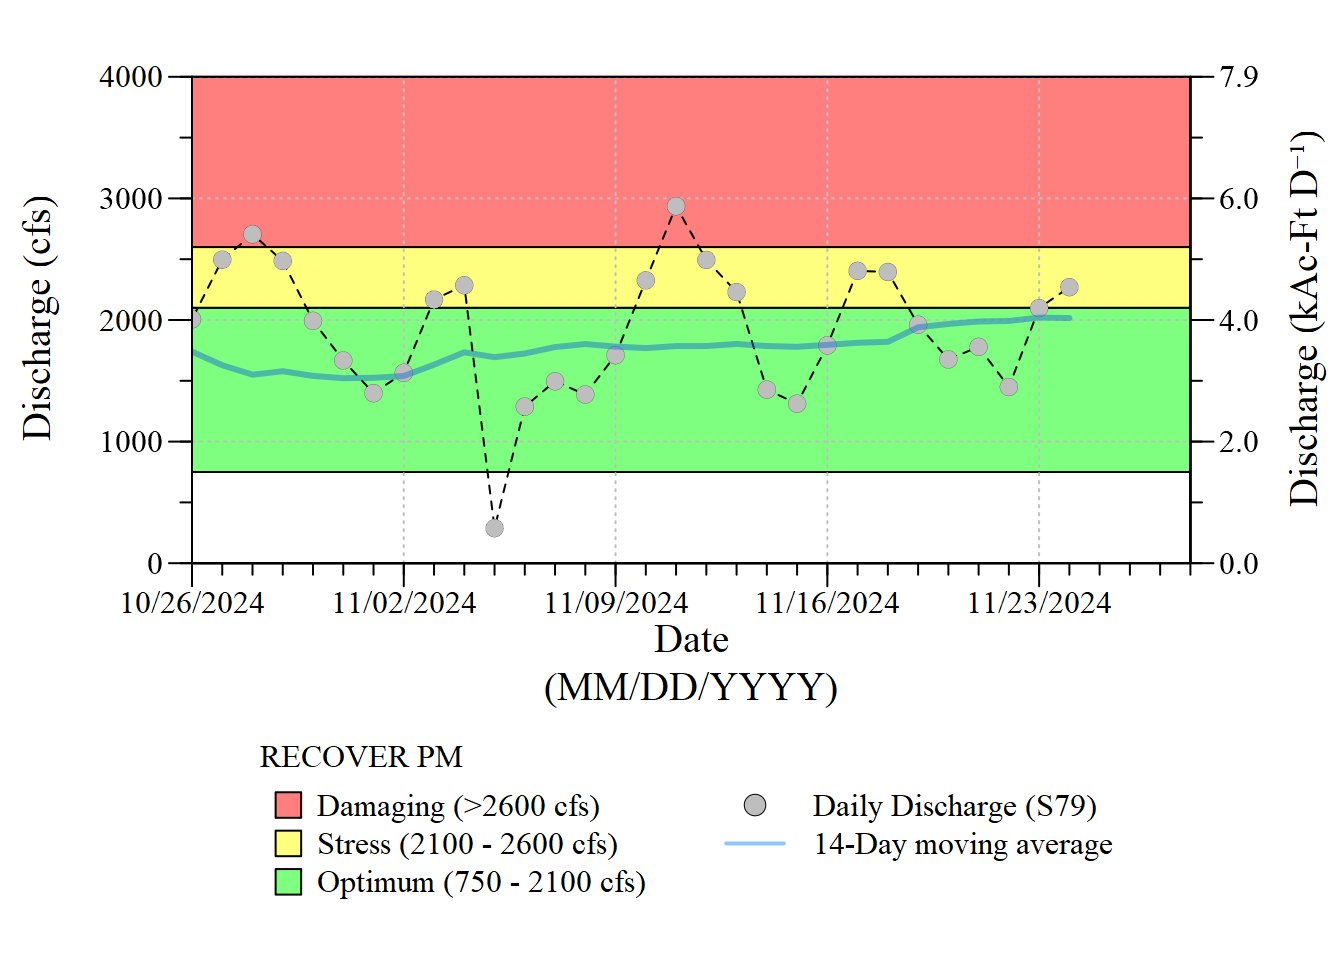 4000
3000
2000
1000
0
Discharge (cfs)
7.9
6.0
4.0
2.0
0.0
Discharge (kAc-Ft D⁻¹)
10/26/2024
11/02/2024
11/09/2024
11/16/2024
11/23/2024
Date
(MM/DD/YYYY)
RECOVER PM
Damaging (>2600 cfs)
Stress (2100 - 2600 cfs)
Optimum (750 - 2100 cfs)
Daily Discharge (S79)
14-Day moving average